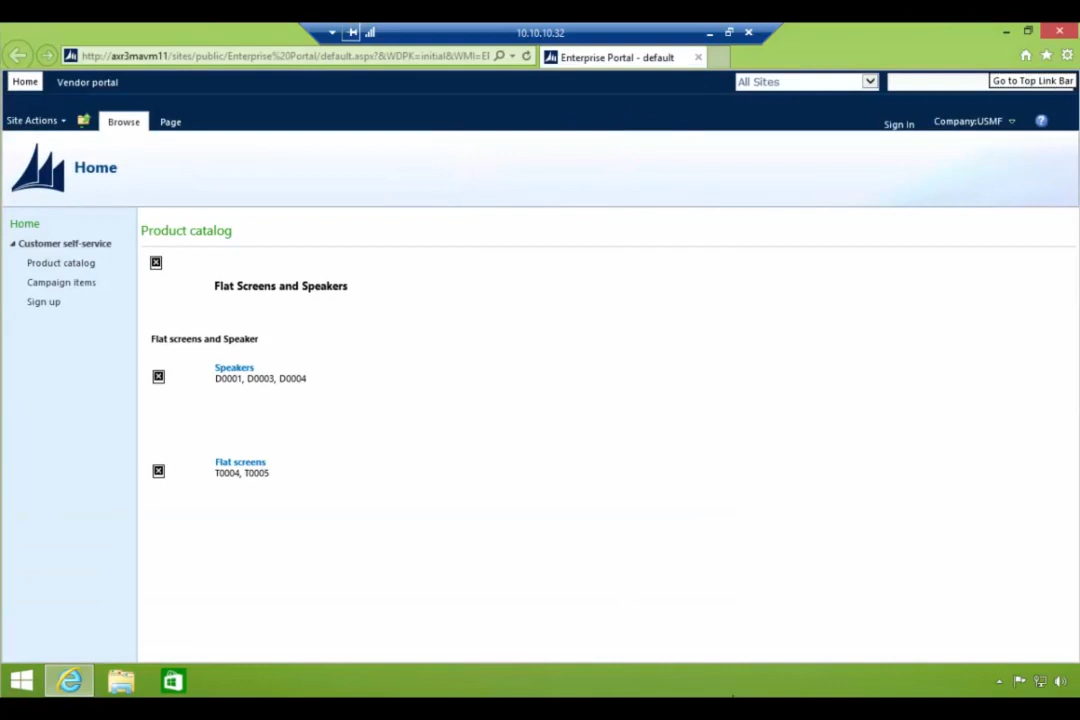 10.10.10.32
http://axr3mavm11/sites/public/Enterprise%20Portal/default.aspx?&WDPK=initial&WMI=El
Enterprise Portal - default
Home
Vendor portal
All Sites
Go to Top Link Bar
Site Actions
Browse
Page
Sign In
Company:USMF
Home
Home
Customer self-service
Product catalog
Campaign items
Sign up
Product catalog
Flat Screens and Speakers
Flat screens and Speaker
Speakers
D0001, D0003, D0004
Flat screens
T0004, T0005